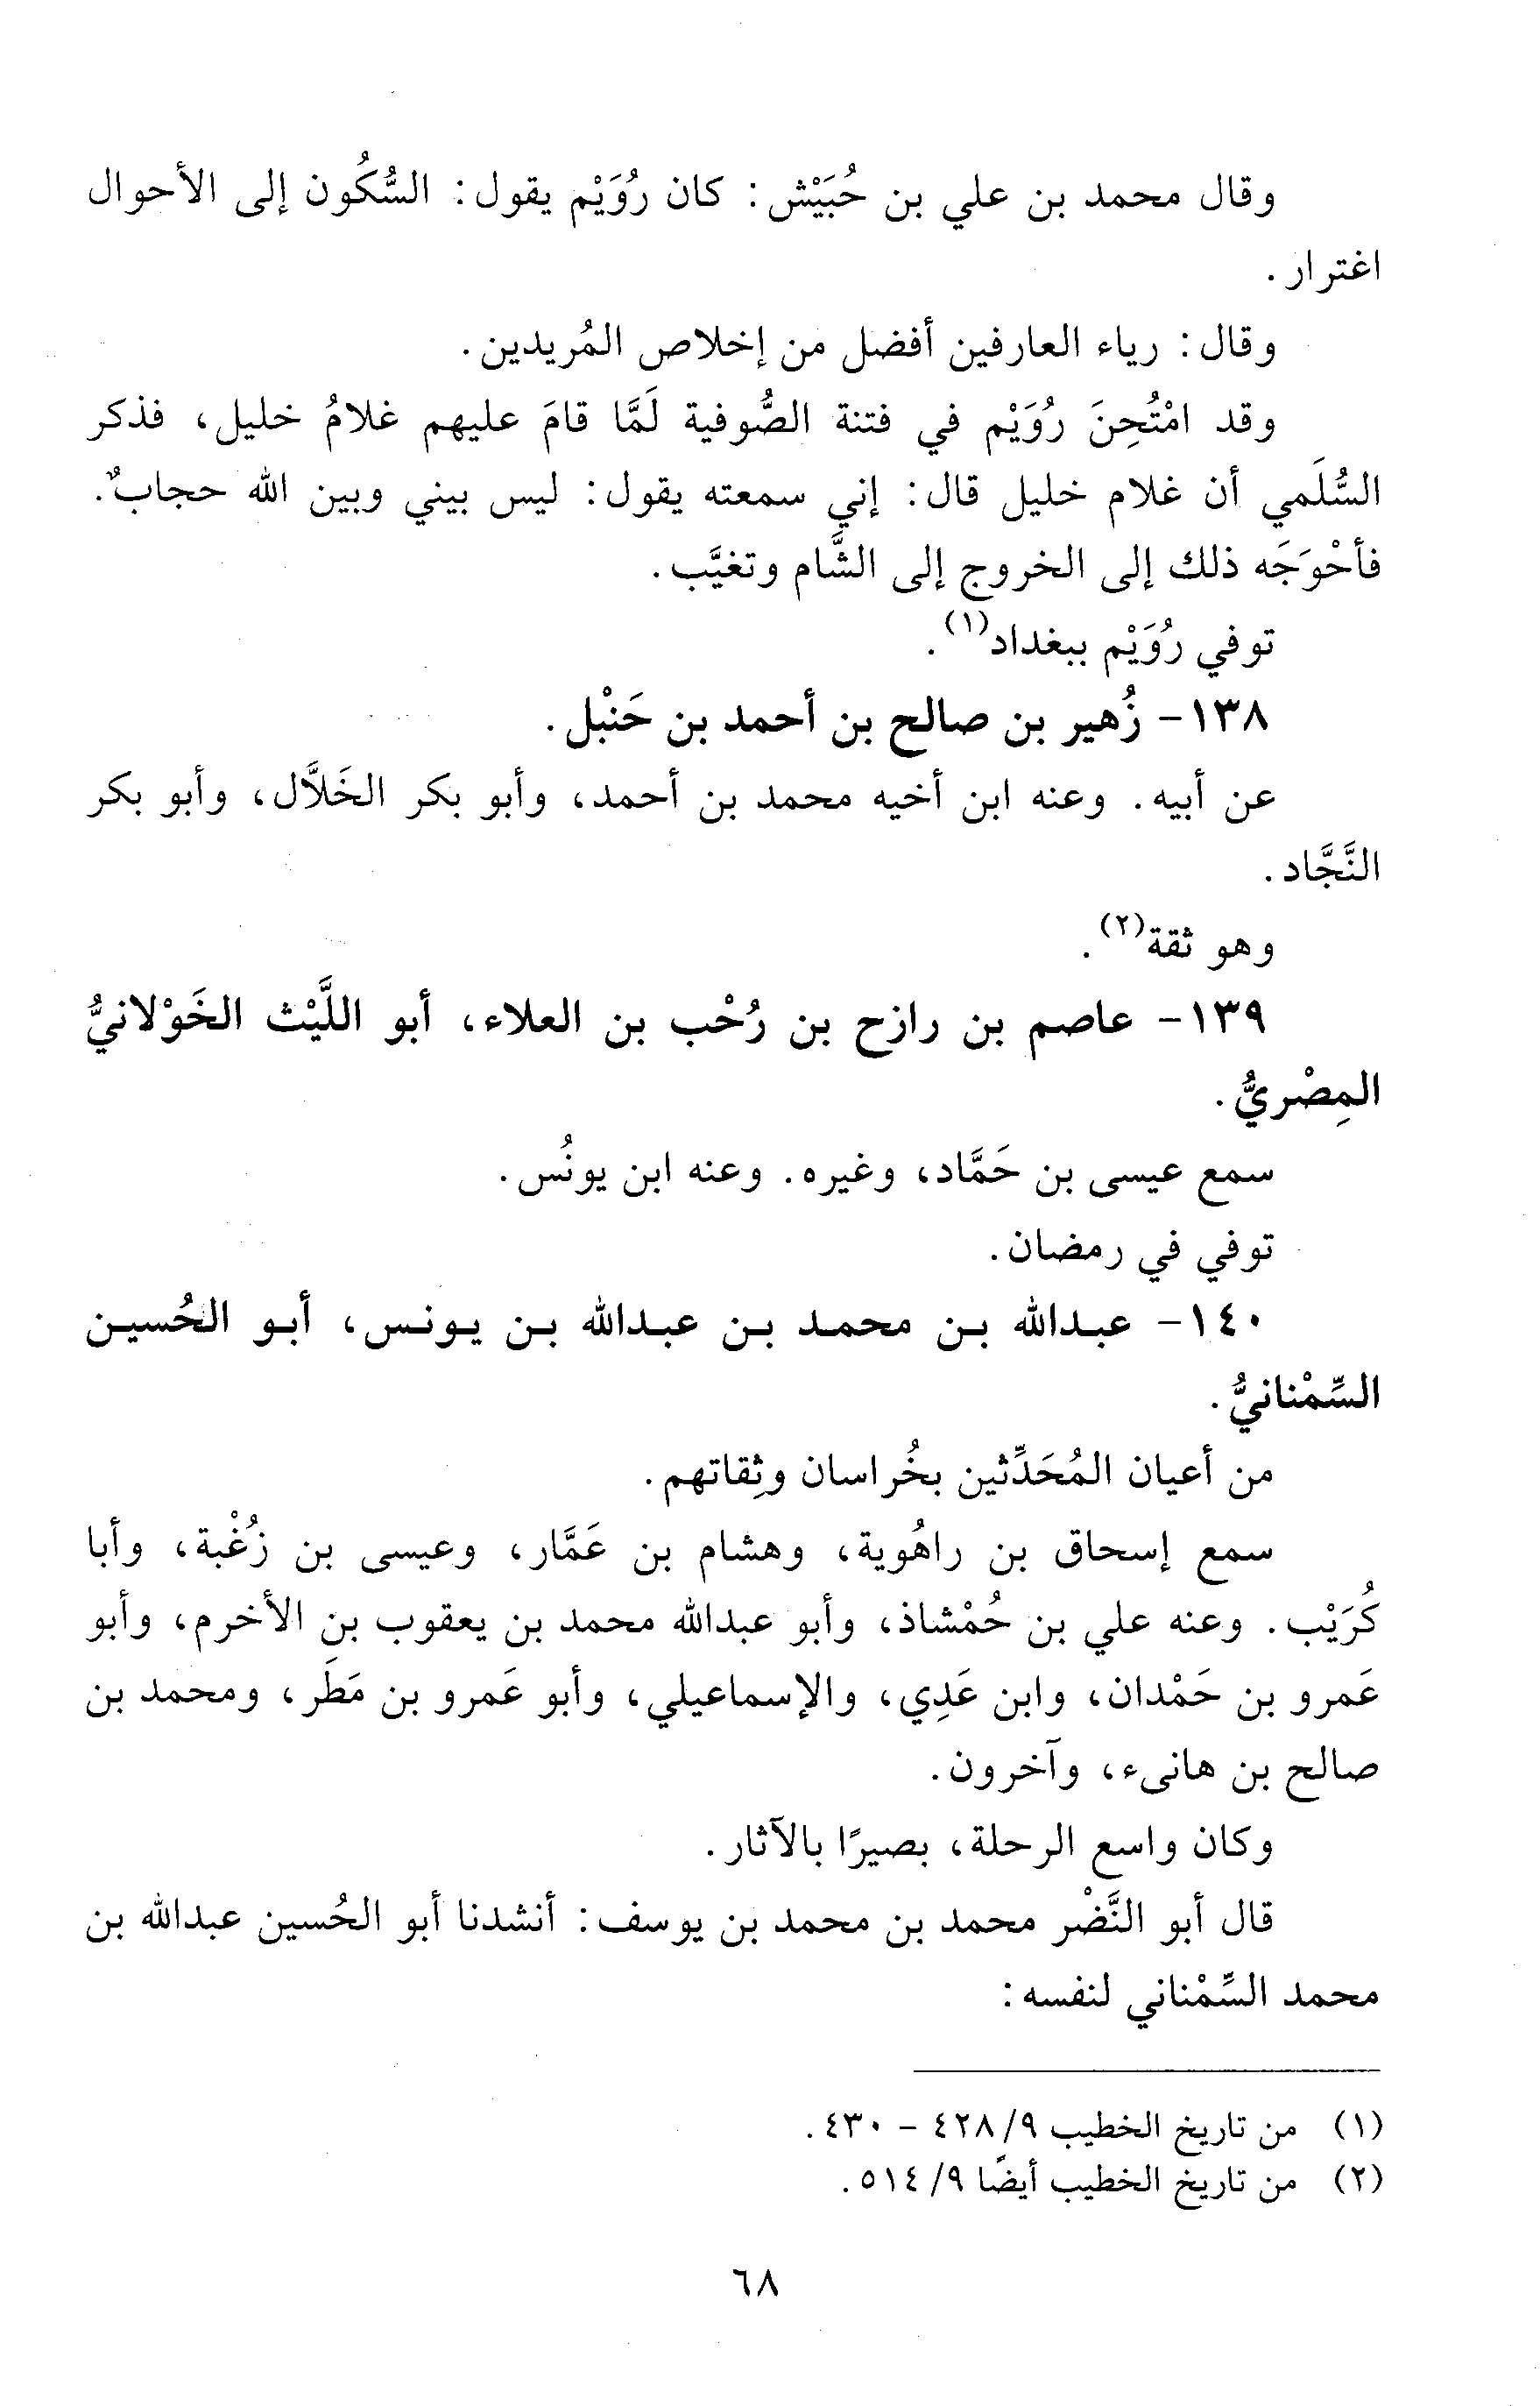 وقال محمد بن علي بن حُبَيْش: كان رُوَيْم يقول: السُّكُون إلى الأحوال
اغترار.
وقال: رياء العارفين أفضل من إخلاص المُريدين.
وقد امْتُحِنَ رُوَيْم في فتنة الصُّوفية لَمَّا قامَ عليهم غلامُ خليل، فذكر
السُّلَمي أن غلام خليل قال: إني سمعته يقول: ليس بيني وبين الله حجابٌ.
فأحْوَجَه ذلك إلى الخروج إلى الشَّام وتغيَّب.
توفي رُوَيْم ببغداد(١).
١٣٨- زُهير بن صالح بن أحمد بن حَنْبل.
عن أبيه. وعنه ابن أخيه محمد بن أحمد، وأبو بكر الخَلاَّل، وأبو بكر
النَّجَّاد.
وهو ثقة(٢).
١٣٩- عاصم بن رازح بن رُحْب بن العلاء، أبو اللَّيْث الخَوْلانيُّ
المِصْريُّ.
سمع عيسى بن حَمَّاد، وغيره. وعنه ابن يونُس.
توفي في رمضان.
١٤٠- عبدالله بن محمد بن عبدالله بن يونس، أبو الحُسين
السِّمْنانيُّ.
من أعيان المُحَدِّثين بخُراسان وثِقاتهم.
سمع إسحاق بن راهُوية، وهشام بن عَمَّار، وعيسى بن زُغْبة، وأبا
كُرَيْب. وعنه علي بن حُمْشاذ، وأبو عبدالله محمد بن يعقوب بن الأخرم، وأبو
عَمرو بن حَمْدان، وابن عَدِي، والإسماعيلي، وأبو عَمرو بن مَطَر، ومحمد بن
صالح بن هانىء، وآخرون.
وكان واسع الرحلة، بصيرًا بالآثار.
قال أبو النَّضْر محمد بن محمد بن يوسف: أنشدنا أبو الحُسين عبدالله بن
محمد السِّمْناني لنفسه:
(١) من تاريخ الخطيب ٩/ ٤٢٨ - ٤٣٠.
(٢) من تاريخ الخطيب أيضًا ٩/ ٥١٤.
٦٨